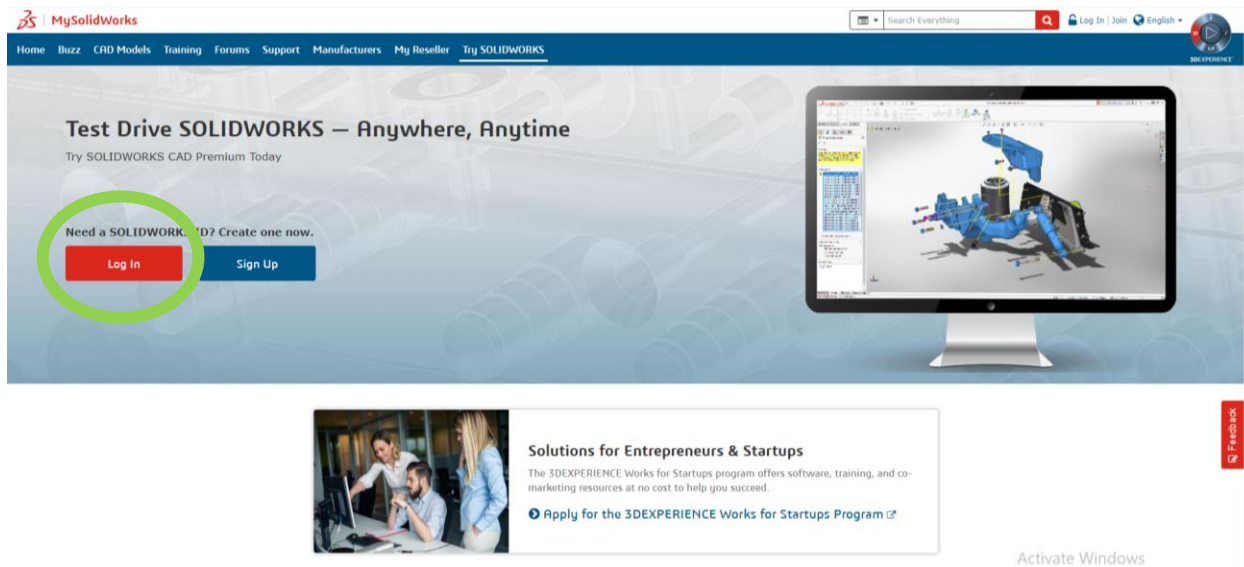 MySolidWorks
Search Everything
Log In | Join
English
Home Buzz CAD Models Training Forums Support Manufacturers My Reseller Try SOLIDWORKS
3DEXPERIENCE
Test Drive SOLIDWORKS — Anywhere, Anytime
Try SOLIDWORKS CAD Premium Today
Need a SOLIDWORKS ID? Create one now.
Log In
Sign Up
Feedback
Solutions for Entrepreneurs & Startups
The 3DEXPERIENCE Works for Startups program offers software, training, and co-
marketing resources at no cost to help you succeed.
Apply for the 3DEXPERIENCE Works for Startups Program
Activate Windows